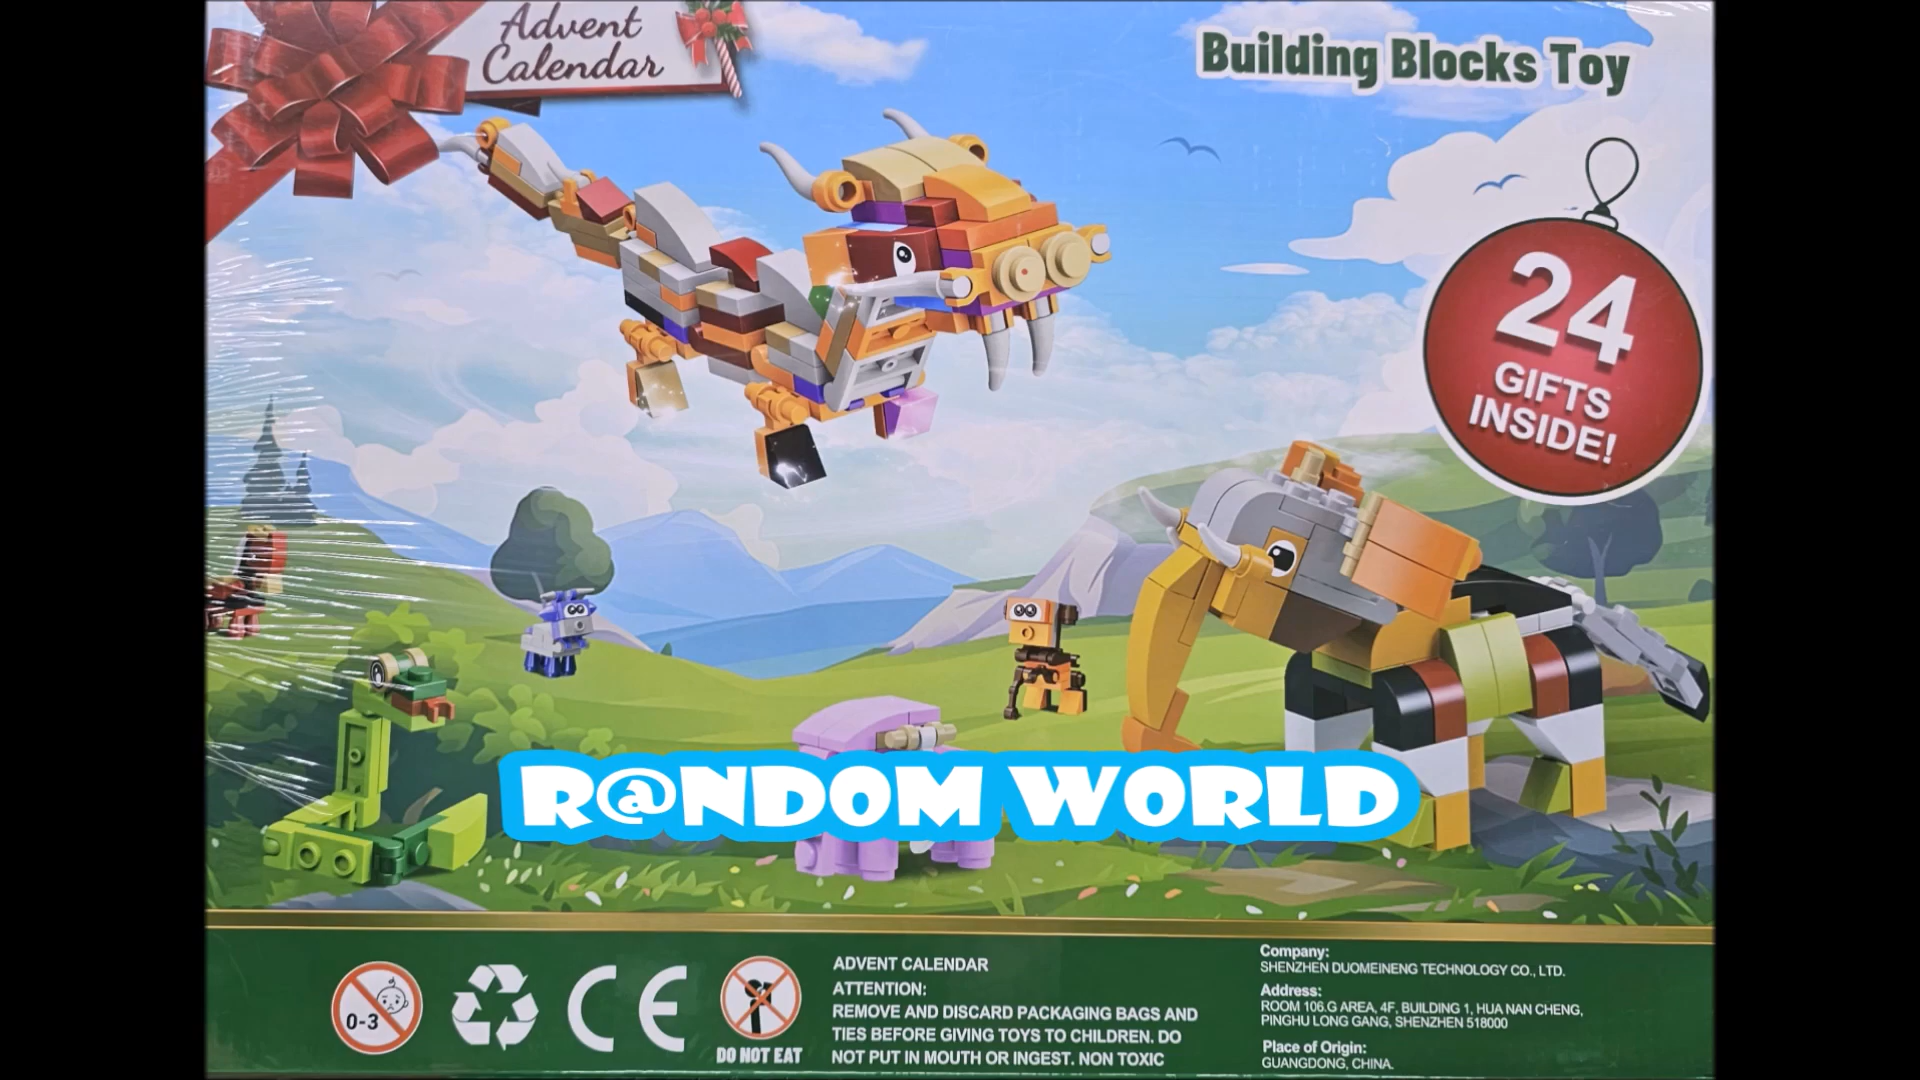 Advent
Calendar
Building Blocks Toy
24
GIFTS
INSIDE!
R@NDOM WORLD
0-3
CE
DO NOT EAT
ADVENT CALENDAR
ATTENTION:
REMOVE AND DISCARD PACKAGING BAGS AND
TIES BEFORE GIVING TOYS TO CHILDREN. DO
NOT PUT IN MOUTH OR INGEST. NON TOXIC
Company:
SHENZHEN DUOMEINENG TECHNOLOGY CO., LTD.
Address:
ROOM 106.G AREA, 4F, BUILDING 1, HUA NAN CHENG,
PINGHU LONG GANG, SHENZHEN 518000
Place of Origin:
GUANGDONG, CHINA.